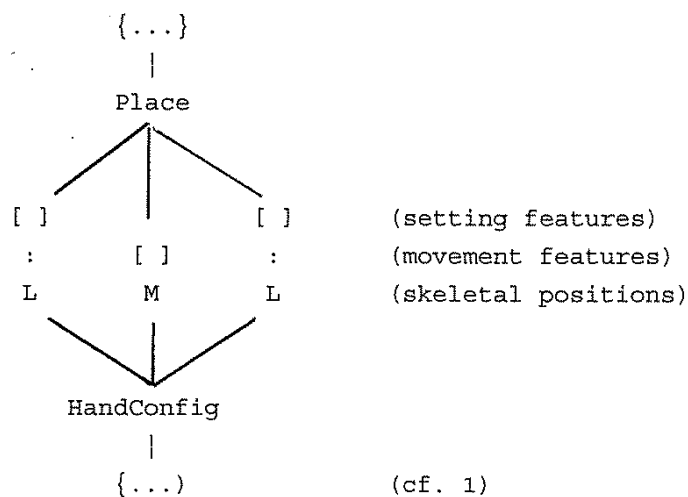 {...}
Place
[ ] [ ] (setting features)
: [ ] : (movement features)
L M L (skeletal positions)
HandConfig
{...) (cf. 1)